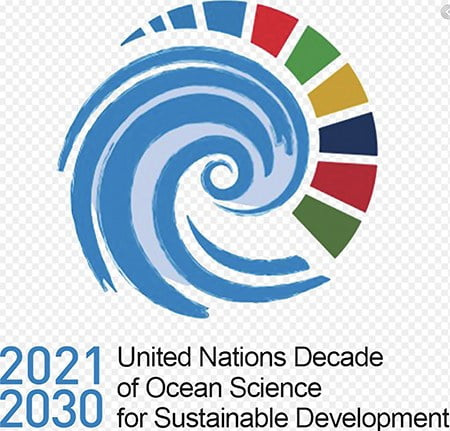 2021
2030
United Nations Decade
of Ocean Science
for Sustainable Development